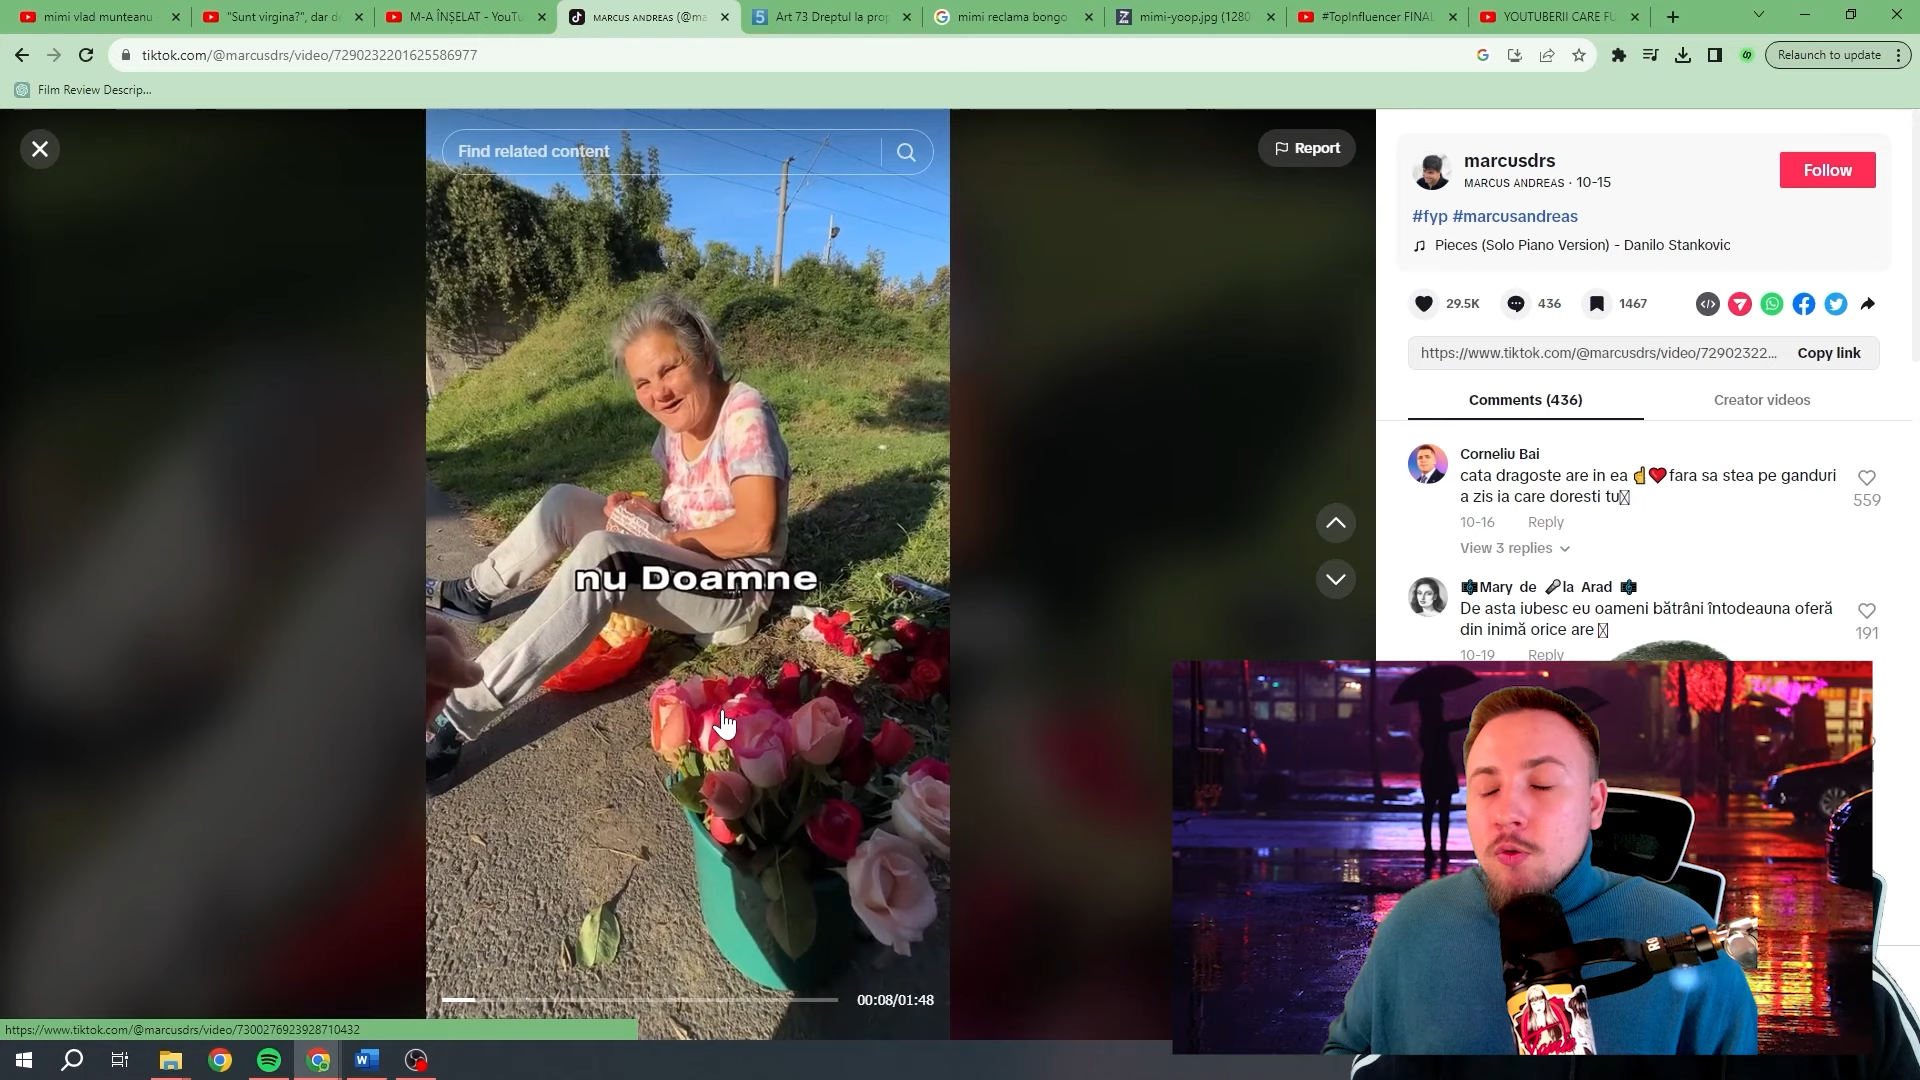 mimi vlad munteanu
"Sunt virgina?", dar d
M-A ÎNȘELAT - YouTu
MARCUS ANDREAS (@ma
Art 73 Dreptul la prop
mimi reclama bongo
mimi-yoop.jpg (1280
#TopInfluencer FINAL
YOUTUBERII CARE FU
tiktok.com/@marcusdrs/video/7290232201625586977
Relaunch to update
Film Review Descrip...
Find related content
Report
marcusdrs
MARCUS ANDREAS · 10-15
Follow
#fyp #marcusandreas
Pieces (Solo Piano Version) - Danilo Stankovic
29.5K
436
1467
https://www.tiktok.com/@marcusdrs/video/72902322...
Copy link
Comments (436)
Creator videos
Corneliu Bai
cata dragoste are in ea ☝❤fara sa stea pe ganduri
a zis ia care doresti tu
559
10-16 Reply
View 3 replies
Mary de la Arad
De asta iubesc eu oameni bătrâni întodeauna oferă
din inimă orice are
191
10-19 Reply
nu Doamne
00:08/01:48
https://www.tiktok.com/@marcusdrs/video/7300276923928710432